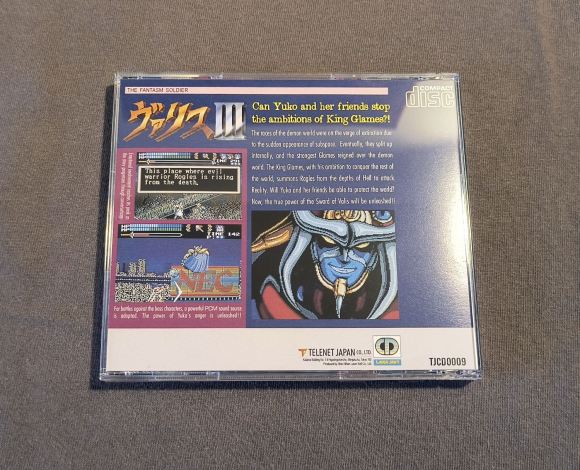 THE FANTASM SOLDIER
ヴァリスIII
COMPACT
disc
Can Yuko and her friends stop
the ambitions of King Glames?!
The races of the demon world were on the verge of extinction due
to the sudden appearance of subspace. Eventually, they split up
internally, and the strongest Glames reigned over the demon
world. The King Glames, with his ambition to conquer the rest of
the world, summons Rogles from the depths of Hell to attack
Reality. Will Yuko and her friends be able to protect the world?
Now, the true power of the Sword of Valis will be unleashed!!
This place where evil
warrior Rogles is rising
from the death.
TIME
142
NEC
For battles against the boss characters, a powerful PCM sound source
is adopted. The power of Yuko's anger is unleashed!!
TELENET JAPAN CO., LTD.
CD
LASER SOFT
TJCD0009